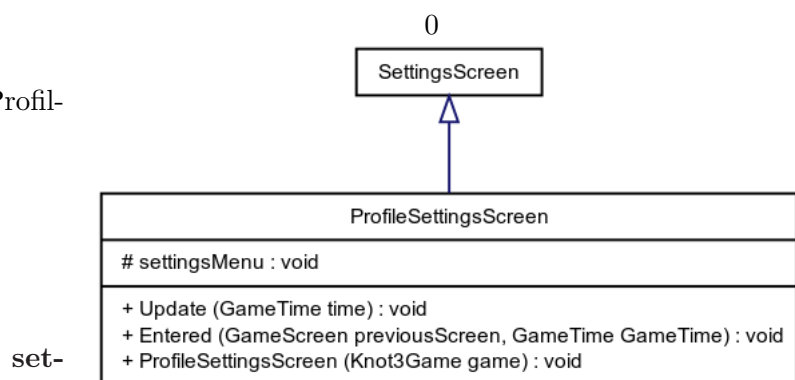 0
SettingsScreen
Profil-
ProfileSettingsScreen
# settingsMenu : void
+ Update (GameTime time) : void
+ Entered (GameScreen previousScreen, GameTime GameTime) : void
set-
+ ProfileSettingsScreen (Knot3Game game) : void